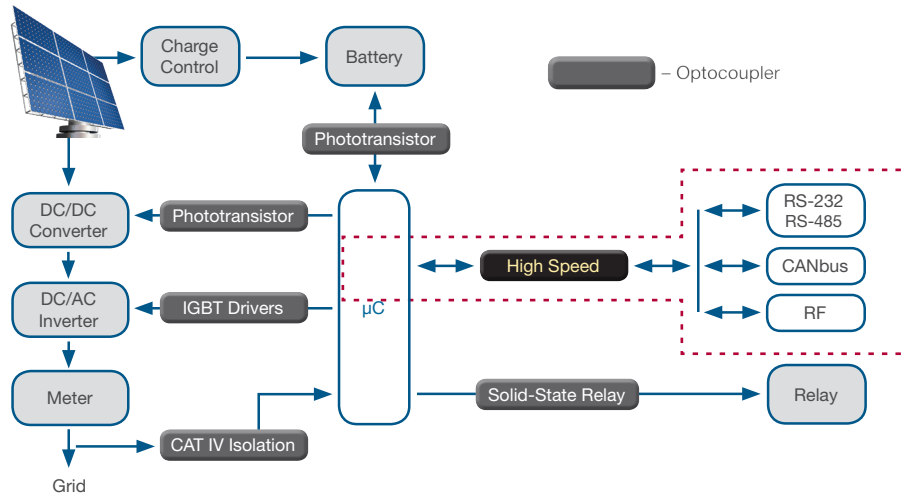 Charge
Control
Battery
– Optocoupler
Phototransistor
DC/DC
Converter
Phototransistor
RS-232
RS-485
High Speed
CANbus
DC/AC
Inverter
IGBT Drivers
µC
RF
Meter
Solid-State Relay
Relay
CAT IV Isolation
Grid